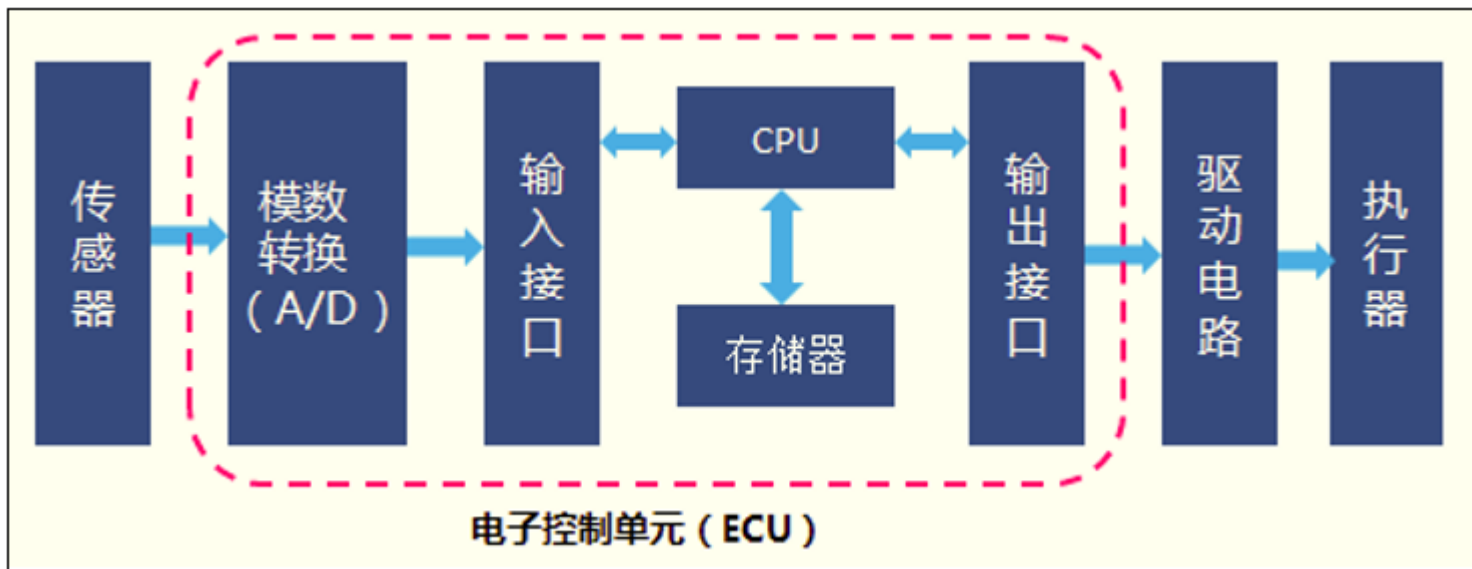 传感器
模数
转换
（A/D）
输入接口
CPU
存储器
输出接口
驱动电路
执行器
电子控制单元（ECU）